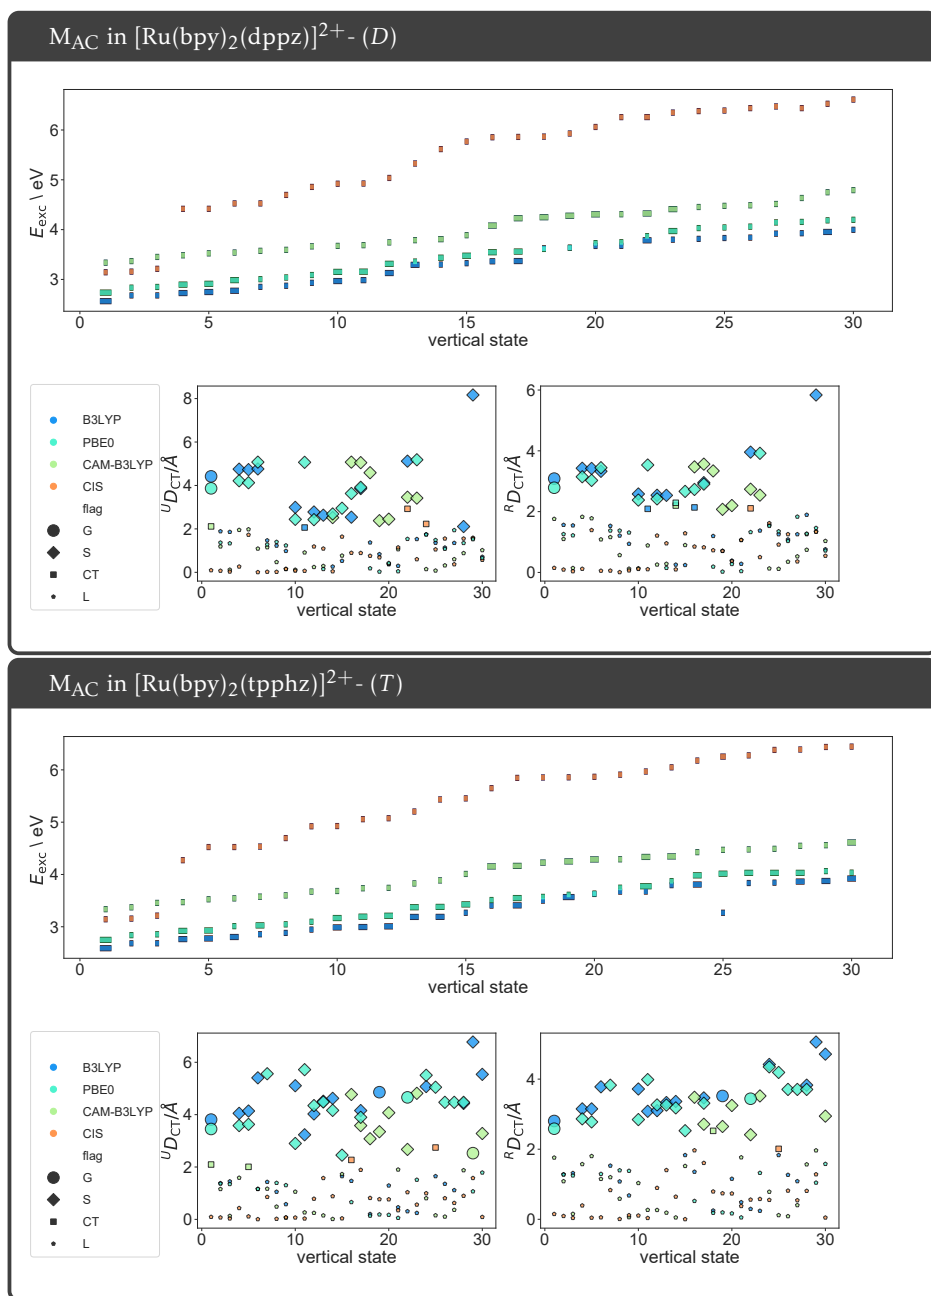 M_AC in [Ru(bpy)₂(dppz)]²⁺- (D)
6
5
4
3
E_exc \ eV
0 5 10 15 20 25 30
vertical state
B3LYP
PBE0
CAM-B3LYP
CIS
flag
G
S
CT
L
8
6
4
2
0
ᵁD_CT/Å
0 10 20 30
vertical state
6
4
2
0
ᴿD_CT/Å
0 10 20 30
vertical state
M_AC in [Ru(bpy)₂(tpphz)]²⁺- (T)
6
5
4
3
E_exc \ eV
0 5 10 15 20 25 30
vertical state
B3LYP
PBE0
CAM-B3LYP
CIS
flag
G
S
CT
L
6
4
2
0
ᵁD_CT/Å
0 10 20 30
vertical state
4
2
0
ᴿD_CT/Å
0 10 20 30
vertical state